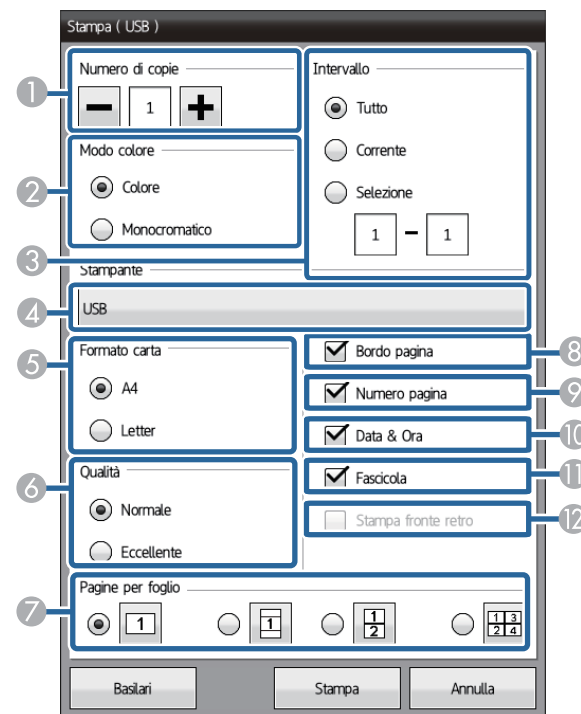 Stampa ( USB )
Numero di copie
1
1
Modo colore
Colore
Monocromatico
2
Intervallo
Tutto
Corrente
Selezione
1 - 1
3
Stampante
USB
4
Formato carta
A4
Letter
5
Qualità
Normale
Eccellente
6
Bordo pagina
8
Numero pagina
9
Data & Ora
10
Fascicola
11
Stampa fronte retro
12
Pagine per foglio
7
1
1
1
2
1 3
2 4
Basilari
Stampa
Annulla